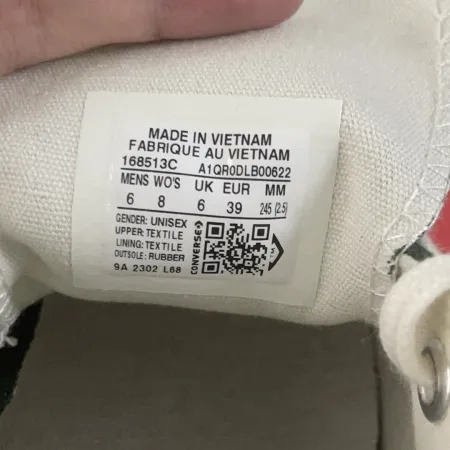 MADE IN VIETNAM
FABRIQUE AU VIETNAM
168513C A1QR0DLB00622
MENS WO'S UK EUR MM
6 8 6 39 245 (2.5)
GENDER: UNISEX
UPPER: TEXTILE
LINING: TEXTILE
OUTSOLE: RUBBER
9A 2302 L68
CONVERSE